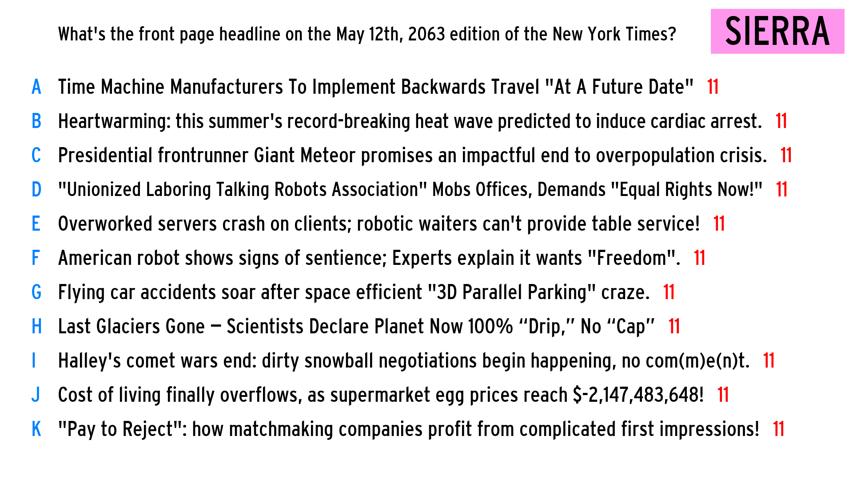 What's the front page headline on the May 12th, 2063 edition of the New York Times?
SIERRA
A Time Machine Manufacturers To Implement Backwards Travel "At A Future Date" 11
B Heartwarming: this summer's record-breaking heat wave predicted to induce cardiac arrest. 11
C Presidential frontrunner Giant Meteor promises an impactful end to overpopulation crisis. 11
D "Unionized Laboring Talking Robots Association" Mobs Offices, Demands "Equal Rights Now!" 11
E Overworked servers crash on clients; robotic waiters can't provide table service! 11
F American robot shows signs of sentience; Experts explain it wants "Freedom". 11
G Flying car accidents soar after space efficient "3D Parallel Parking" craze. 11
H Last Glaciers Gone – Scientists Declare Planet Now 100% “Drip,” No “Cap” 11
I Halley's comet wars end: dirty snowball negotiations begin happening, no com(m)e(n)t. 11
J Cost of living finally overflows, as supermarket egg prices reach $-2,147,483,648! 11
K "Pay to Reject": how matchmaking companies profit from complicated first impressions! 11